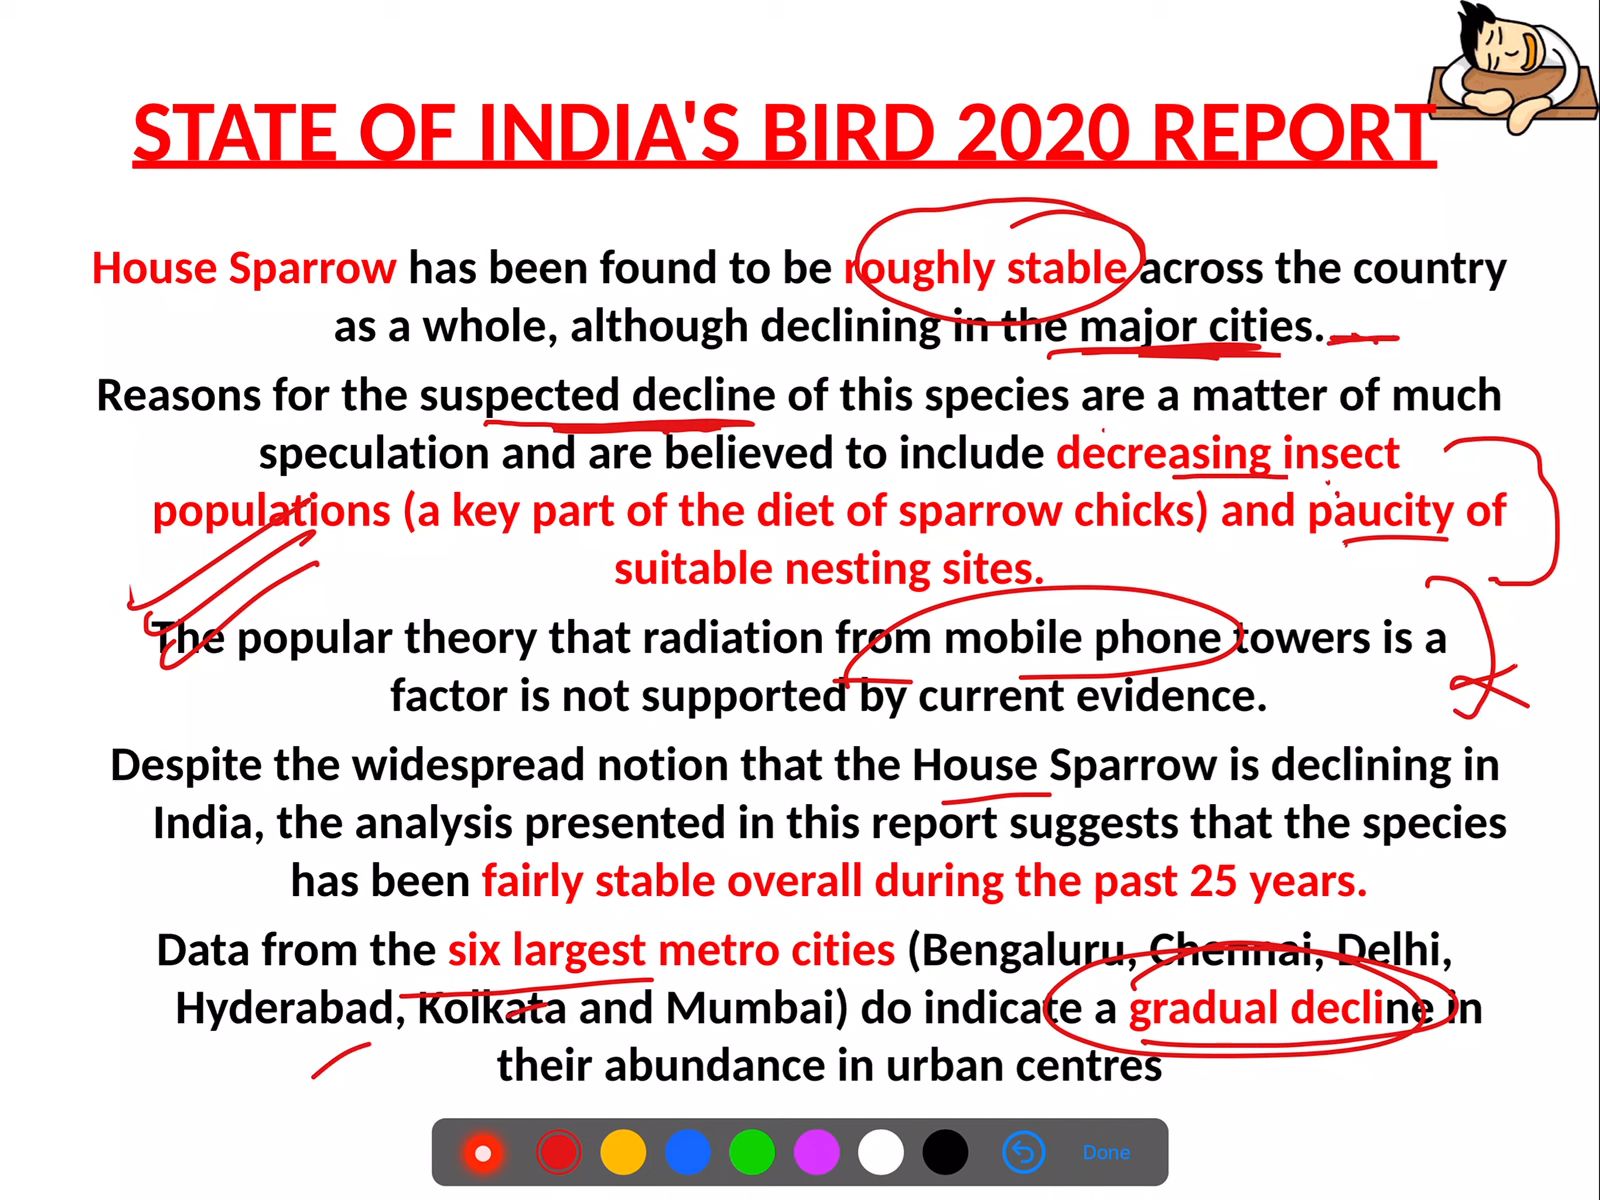 STATE OF INDIA'S BIRD 2020 REPORT
House Sparrow has been found to be roughly stable across the country
as a whole, although declining in the major cities.
Reasons for the suspected decline of this species are a matter of much
speculation and are believed to include decreasing insect
populations (a key part of the diet of sparrow chicks) and paucity of
suitable nesting sites.
The popular theory that radiation from mobile phone towers is a
factor is not supported by current evidence.
Despite the widespread notion that the House Sparrow is declining in
India, the analysis presented in this report suggests that the species
has been fairly stable overall during the past 25 years.
Data from the six largest metro cities (Bengaluru, Chennai, Delhi,
Hyderabad, Kolkata and Mumbai) do indicate a gradual decline in
their abundance in urban centres
Done